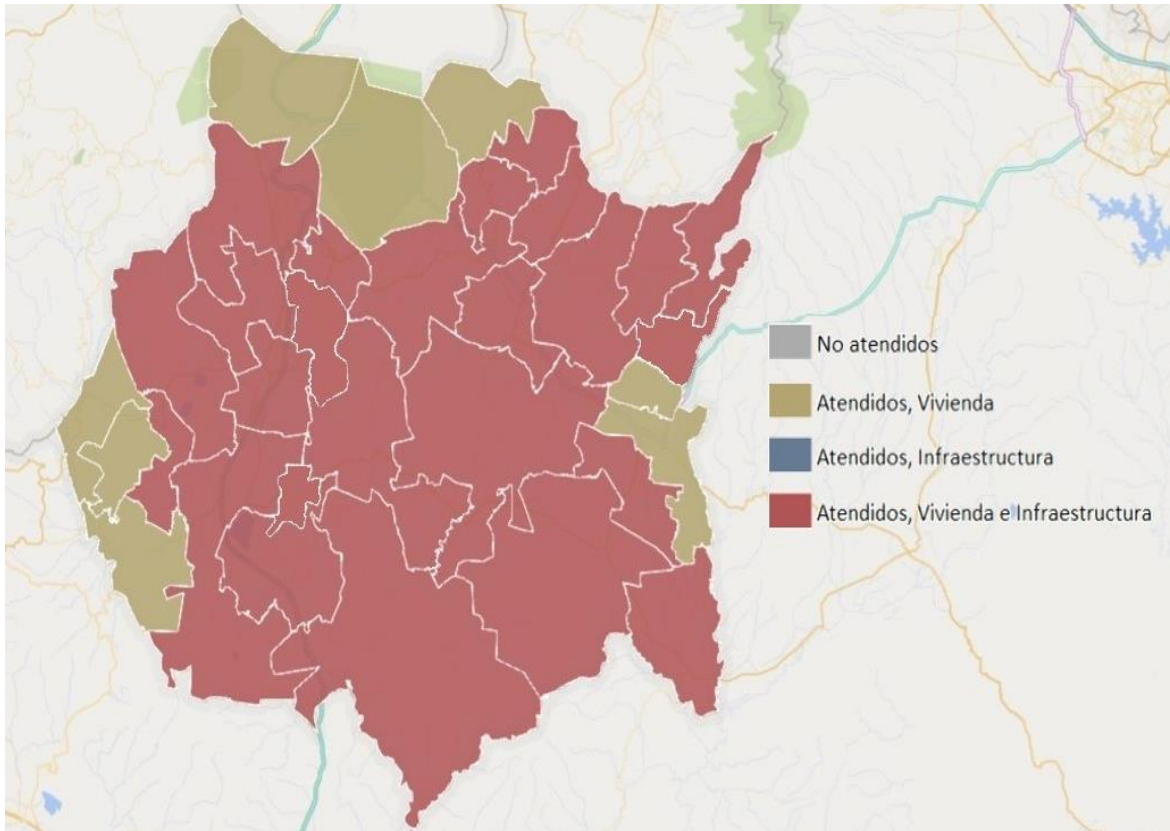 No atendidos
Atendidos, Vivienda
Atendidos, Infraestructura
Atendidos, Vivienda e Infraestructura